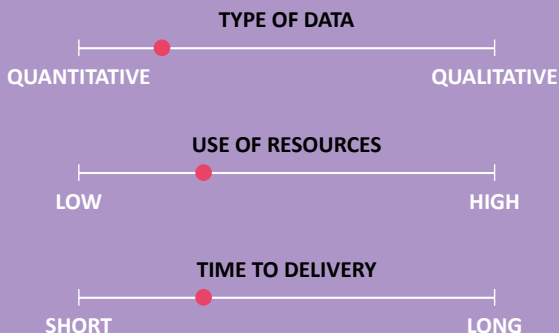 TYPE OF DATA
QUANTITATIVE QUALITATIVE
USE OF RESOURCES
LOW HIGH
TIME TO DELIVERY
SHORT LONG